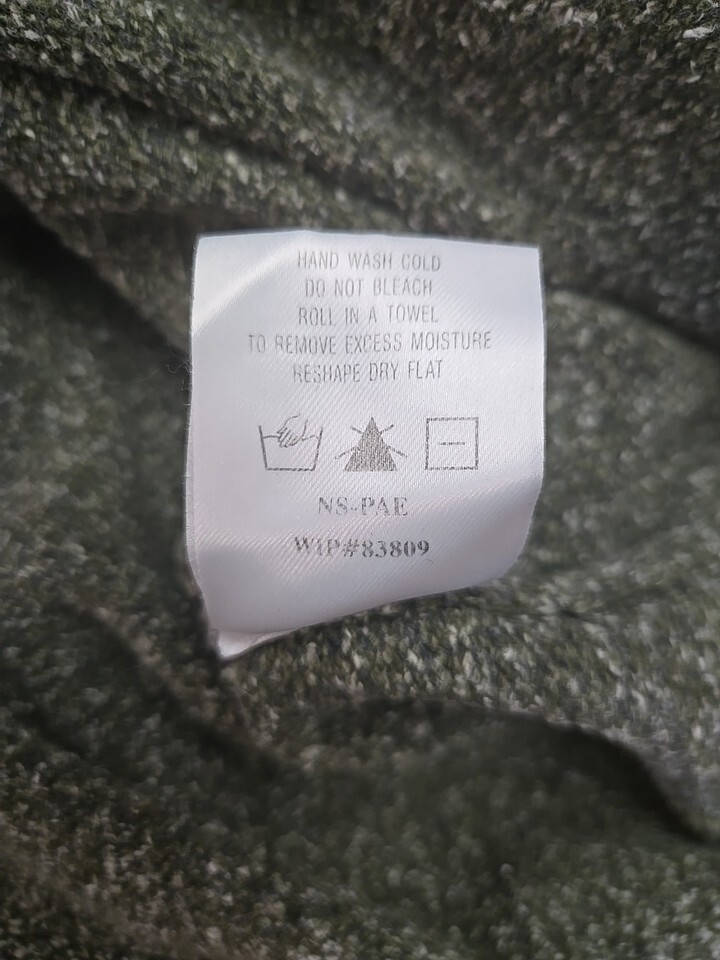 HAND WASH COLD
DO NOT BLEACH
ROLL IN A TOWEL
TO REMOVE EXCESS MOISTURE
RESHAPE DRY FLAT
NS-PAE
WIP#83809